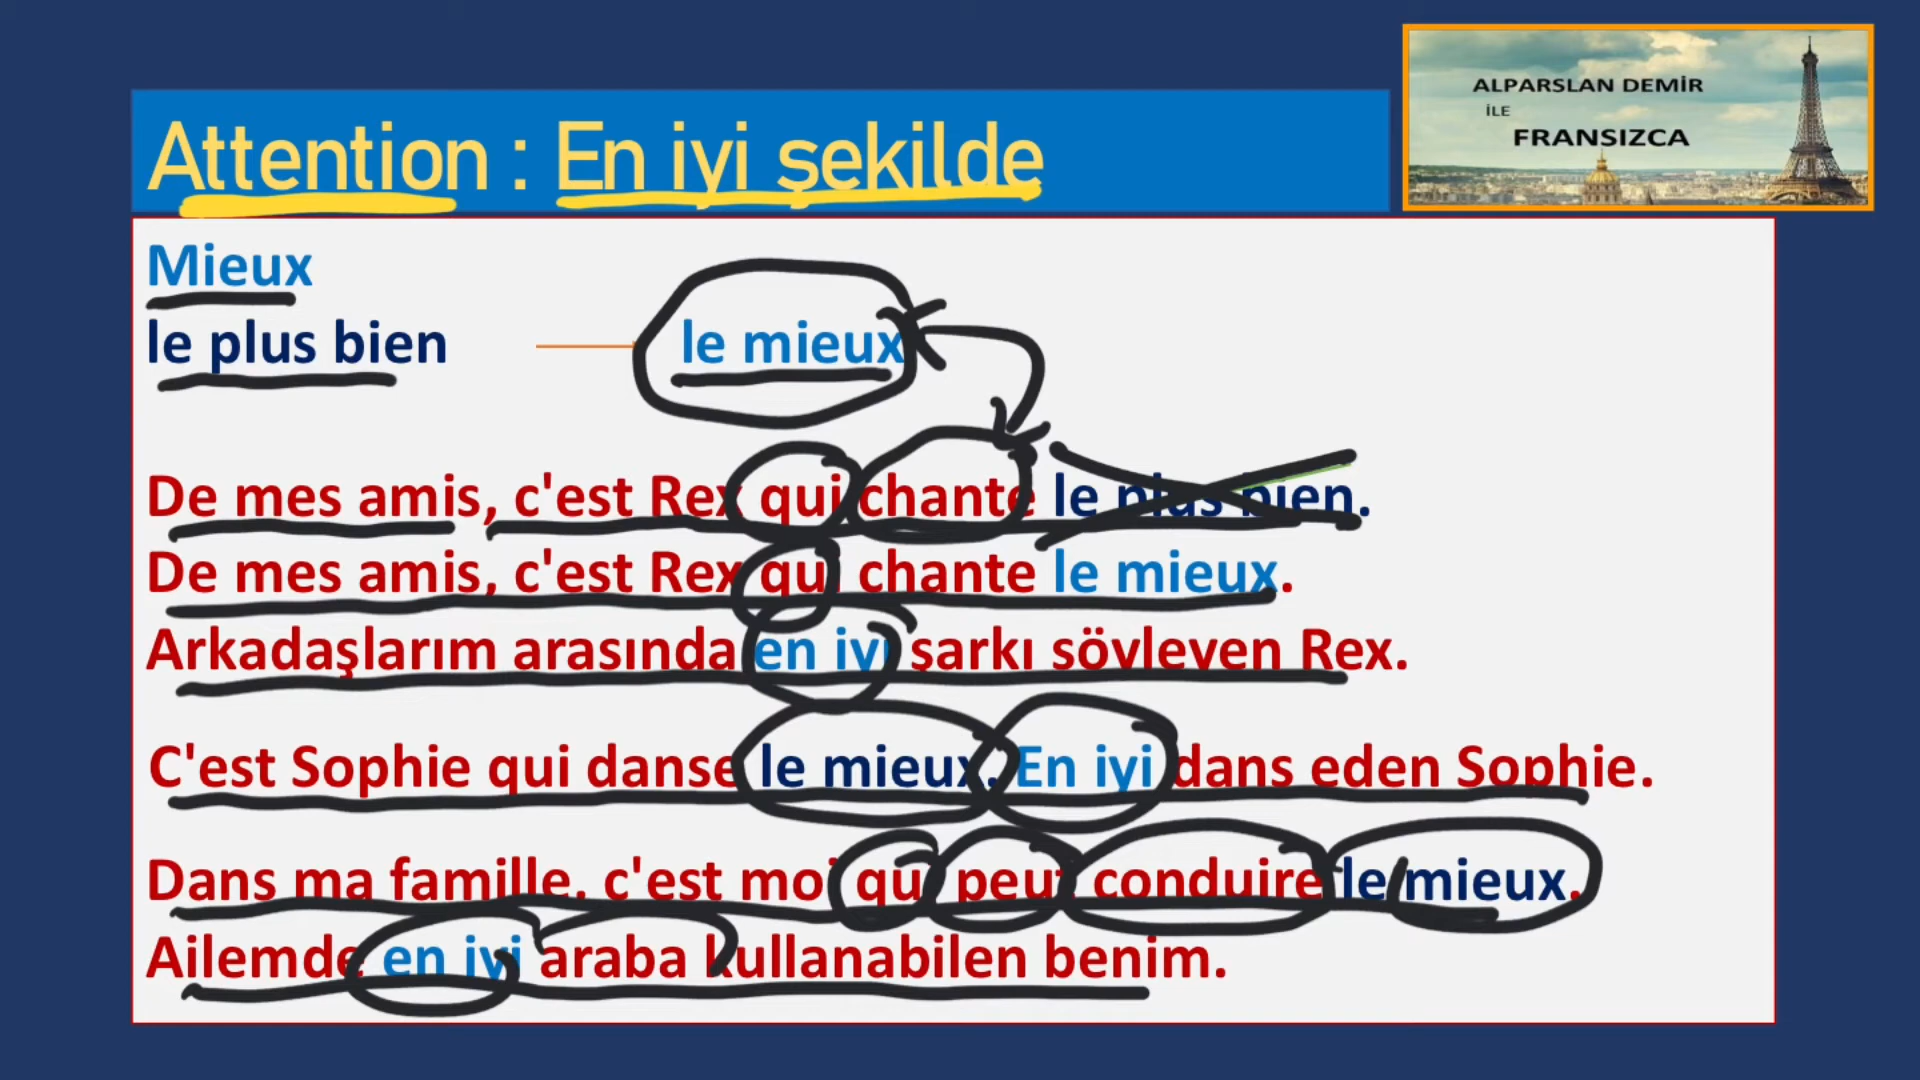 ALPARSLAN DEMİR
İLE
FRANSIZCA
Attention : En iyi şekilde
Mieux
le plus bien le mieux
De mes amis, c'est Rex qui chante le plus bien.
De mes amis, c'est Rex qui chante le mieux.
Arkadaşlarım arasında en iyi şarkı söyleyen Rex.
C'est Sophie qui danse le mieux. En iyi dans eden Sophie.
Dans ma famille, c'est moi qui peut conduire le mieux.
Ailemde en iyi araba kullanabilen benim.